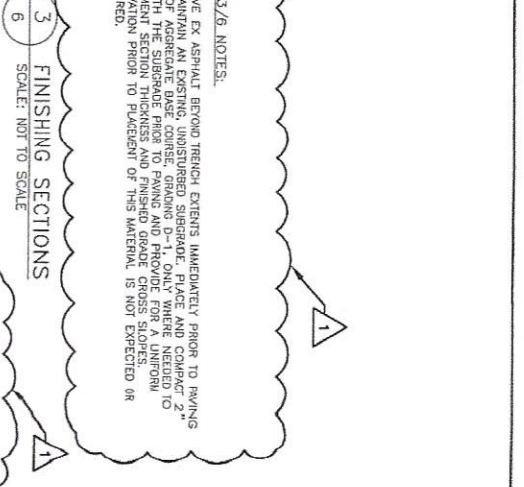 3/6 NOTES:
VE EX ASPHALT BEYOND TRENCH EXTENTS IMMEDIATELY PRIOR TO PAVING
AINTAIN AN EXISTING, UNDISTURBED SUBGRADE. PLACE AND COMPACT 2"
OF AGGREGATE BASE COURSE, GRADING D-1, ONLY WHERE NEEDED TO
TH THE SUBGRADE PRIOR TO PAVING AND PROVIDE FOR A UNIFORM
MENT SECTION THICKNESS AND FINISHED GRADE CROSS SLOPES.
VATION PRIOR TO PLACEMENT OF THIS MATERIAL IS NOT EXPECTED OR
RED.
1
3
6
FINISHING SECTIONS
SCALE: NOT TO SCALE
1